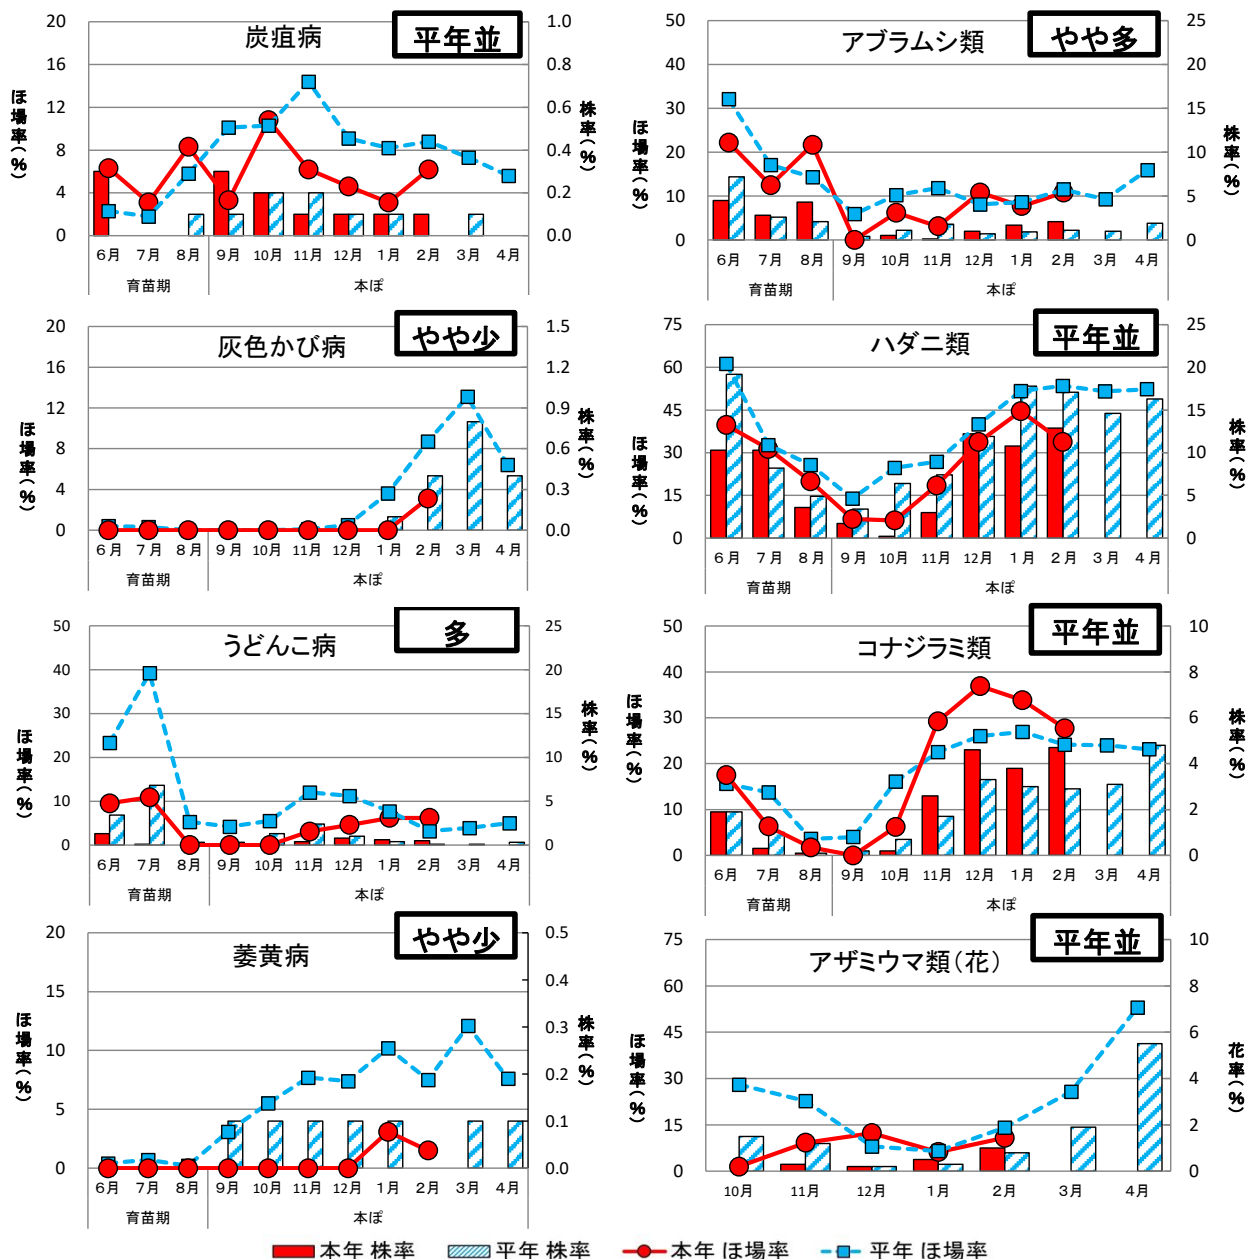 炭疽病
平年並
ほ場率(%)
20
16
12
8
4
0
1.0
0.8
0.6
0.4
0.2
0.0
株率(%)
6月 7月 8月 9月 10月 11月 12月 1月 2月 3月 4月
育苗期 本ぽ
アブラムシ類
やや多
ほ場率(%)
50
40
30
20
10
0
25
20
15
10
5
0
株率(%)
6月 7月 8月 9月 10月 11月 12月 1月 2月 3月 4月
育苗期 本ぽ
灰色かび病
やや少
ほ場率(%)
20
16
12
8
4
0
1.5
1.2
0.9
0.6
0.3
0.0
株率(%)
6月 7月 8月 9月 10月 11月 12月 1月 2月 3月 4月
育苗期 本ぽ
ハダニ類
平年並
ほ場率(%)
75
60
45
30
15
0
25
20
15
10
5
0
株率(%)
6月 7月 8月 9月 10月 11月 12月 1月 2月 3月 4月
育苗期 本ぽ
うどんこ病
多
ほ場率(%)
50
40
30
20
10
0
25
20
15
10
5
0
株率(%)
6月 7月 8月 9月 10月 11月 12月 1月 2月 3月 4月
育苗期 本ぽ
コナジラミ類
平年並
ほ場率(%)
50
40
30
20
10
0
10
8
6
4
2
0
株率(%)
6月 7月 8月 9月 10月 11月 12月 1月 2月 3月 4月
育苗期 本ぽ
萎黄病
やや少
ほ場率(%)
20
15
10
5
0
0.5
0.4
0.3
0.2
0.1
0.0
株率(%)
6月 7月 8月 9月 10月 11月 12月 1月 2月 3月 4月
育苗期 本ぽ
アザミウマ類(花)
平年並
ほ場率(%)
75
60
45
30
15
0
10
8
6
4
2
0
花率(%)
10月 11月 12月 1月 2月 3月 4月
本年 株率 平年 株率 本年 ほ場率 平年 ほ場率